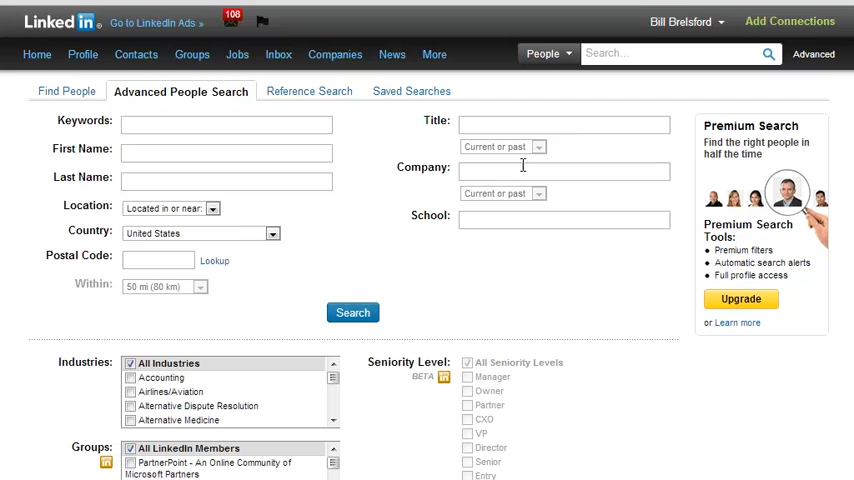 Linked in® Go to LinkedIn Ads » 108 Bill Brelsford Add Connections
Home Profile Contacts Groups Jobs Inbox Companies News More People Search... Advanced
Find People Advanced People Search Reference Search Saved Searches
Keywords: Title:
Current or past
First Name:
Company:
Last Name:
Current or past
Location: Located in or near:
School:
Country: United States
Postal Code: Lookup
Within: 50 mi (80 km)
Search
Premium Search
Find the right people in
half the time
Premium Search
Tools:
• Premium filters
• Automatic search alerts
• Full profile access
Upgrade
or Learn more
Industries: All Industries
Accounting
Airlines/Aviation
Alternative Dispute Resolution
Alternative Medicine
Seniority Level: All Seniority Levels
BETA in Manager
Owner
Partner
CXO
VP
Director
Senior
Entry
Groups: All LinkedIn Members
in PartnerPoint - An Online Community of
Microsoft Partners